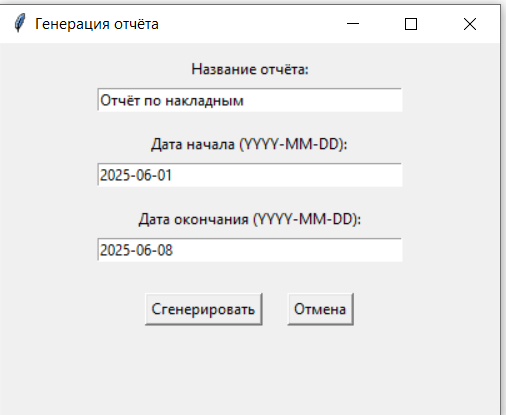 Генерация отчёта
Название отчёта:
Отчёт по накладным
Дата начала (YYYY-MM-DD):
2025-06-01
Дата окончания (YYYY-MM-DD):
2025-06-08
Сгенерировать Отмена